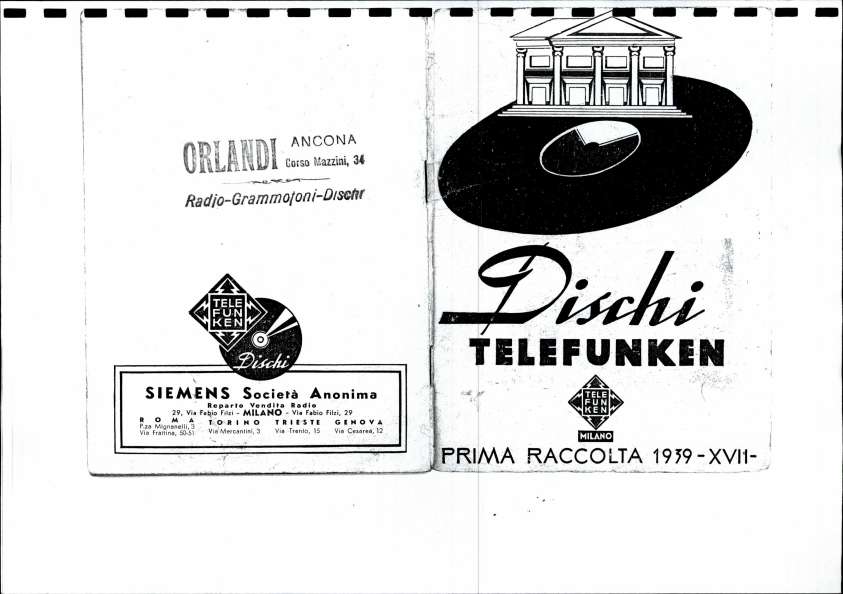 ORLANDI ANCONA
Corso Mazzini, 34
Radio-Grammofoni-Dischi
TELE
FUN
KEN
Dischi
SIEMENS Società Anonima
Reparto Vendita Radio
29, Via Fabio Filzi - MILANO - Via Fabio Filzi, 29
ROMA TORINO TRIESTE GENOVA
P.za Mignanelli, 3 Via Mercantini, 3 Via Trento, 15 Via Cesarea, 12
Via Frattina, 50-51
Dischi
TELEFUNKEN
TELE
FUN
KEN
MILANO
PRIMA RACCOLTA 1939 - XVII -